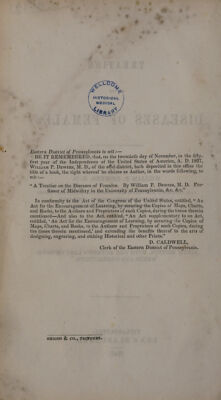 WELLCOME
HISTORICAL
MEDICAL
LIBRARY
Eastern District of Pennsylvania to wit:—
BE IT REMEMBERED, that, on the twentieth day of November, in the fifty-
first year of the Independence of the United States of America, A. D. 1827,
William P. Dewees, M. D., of the said district, hath deposited in this office the
title of a book, the right whereof he claims as Author, in the words following, to
wit:—
"A Treatise on the Diseases of Females. By William P. Dewees, M. D. Pro-
fessor of Midwifery in the University of Pennsylvania, &c. &c."
In conformity to the Act of the Congress of the United States, entitled, "An
Act for the Encouragement of Learning, by securing the Copies of Maps, Charts,
and Books, to the Authors and Proprietors of such Copies, during the times therein
mentioned;—And also to the Act, entitled, "An Act supplementary to an Act,
entitled, 'An Act for the Encouragement of Learning, by securing the Copies of
Maps, Charts, and Books, to the Authors and Proprietors of such Copies, during
the times therein mentioned,' and extending the benefits thereof to the arts of
designing, engraving, and etching Historical and other Prints."
D. CALDWELL,
Clerk of the Eastern District of Pennsylvania.
& CO., PRINTERS.